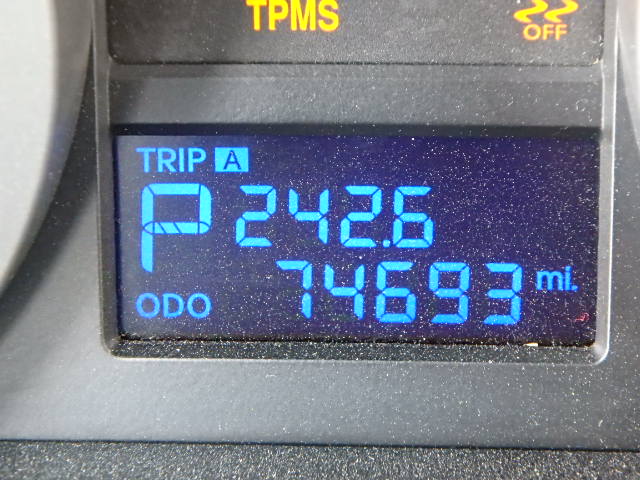 TPMS OFF
TRIP A
P 242.6
ODO 74693 mi.